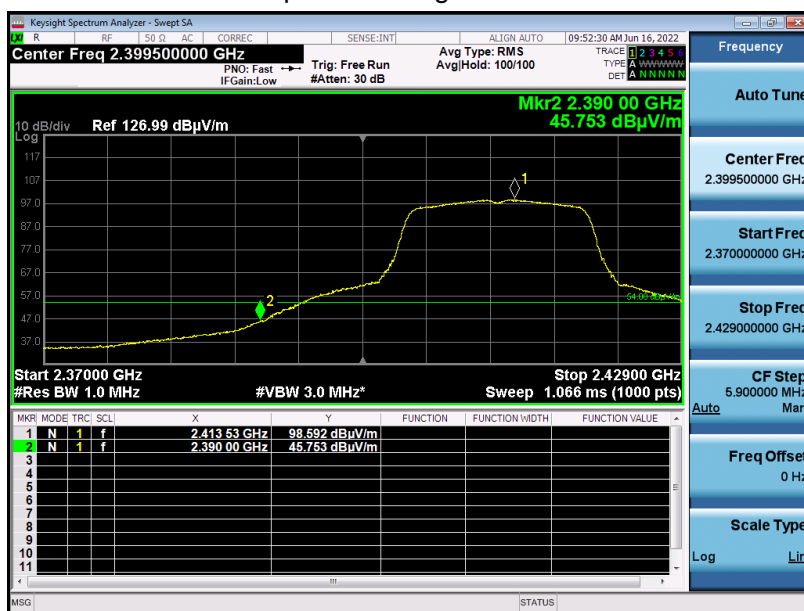 Keysight Spectrum Analyzer - Swept SA
LXI R RF 50 Ω AC CORREC SENSE:INT ALIGN AUTO 09:52:30 AM Jun 16, 2022
Center Freq 2.399500000 GHz
PNO: Fast Trig: Free Run Avg Type: RMS TRACE 1 2 3 4 5 6
IFGain:Low #Atten: 30 dB Avg|Hold: 100/100 TYPE A WWWWW
DET A N N N N N
Mkr2 2.390 00 GHz
10 dB/div Ref 126.99 dBµV/m 45.753 dBµV/m
Log
117
107
1
97.0
87.0
77.0
67.0
57.0
54.00 dBµV/m
2
47.0
37.0
Start 2.37000 GHz Stop 2.42900 GHz
#Res BW 1.0 MHz #VBW 3.0 MHz* Sweep 1.066 ms (1000 pts)
MKR MODE TRC SCL X Y FUNCTION FUNCTION WIDTH FUNCTION VALUE
1 N 1 f 2.413 53 GHz 98.592 dBµV/m
2 N 1 f 2.390 00 GHz 45.753 dBµV/m
3
4
5
6
7
8
9
10
11
MSG STATUS
Frequency
Auto Tune
Center Freq
2.399500000 GHz
Start Freq
2.370000000 GHz
Stop Freq
2.429000000 GHz
CF Step
5.900000 MHz
Auto Man
Freq Offset
0 Hz
Scale Type
Log Lin